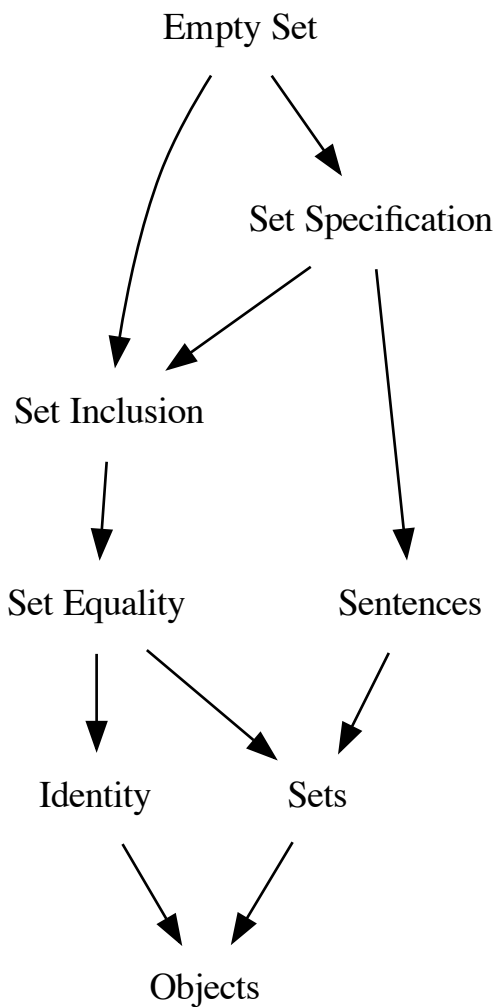 Empty Set
Set Specification
Set Inclusion
Set Equality
Sentences
Identity
Sets
Objects